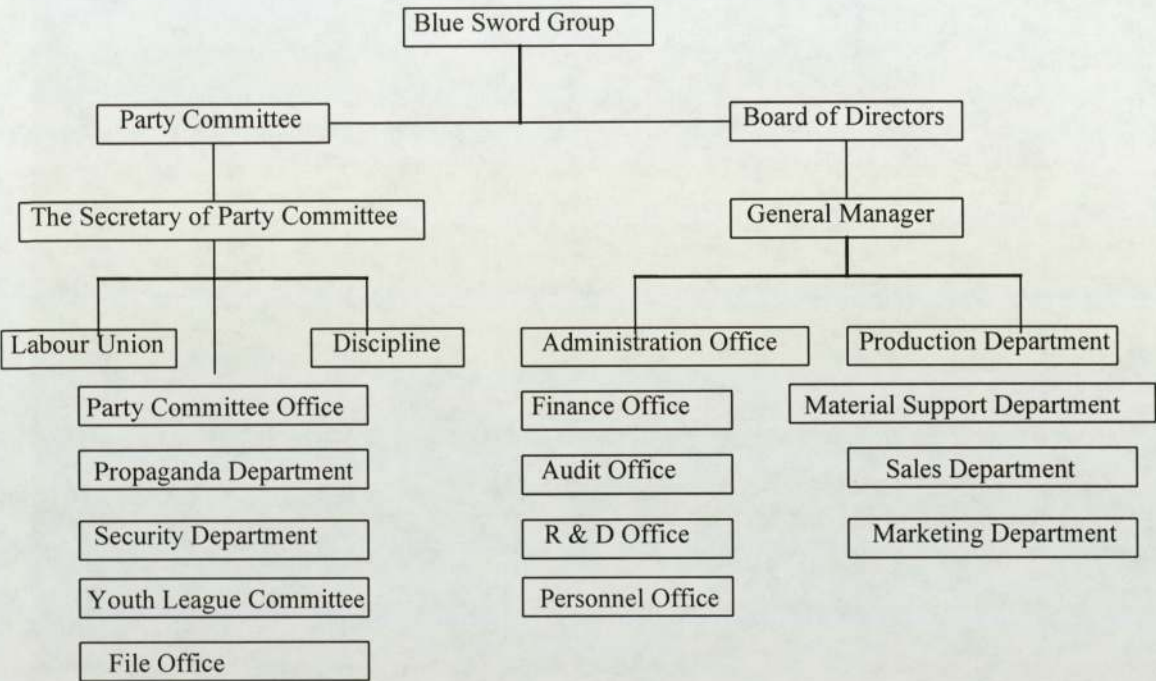 Blue Sword Group
Party Committee
Board of Directors
The Secretary of Party Committee
General Manager
Labour Union
Discipline
Administration Office
Production Department
Party Committee Office
Finance Office
Material Support Department
Propaganda Department
Audit Office
Sales Department
Security Department
R & D Office
Marketing Department
Youth League Committee
Personnel Office
File Office